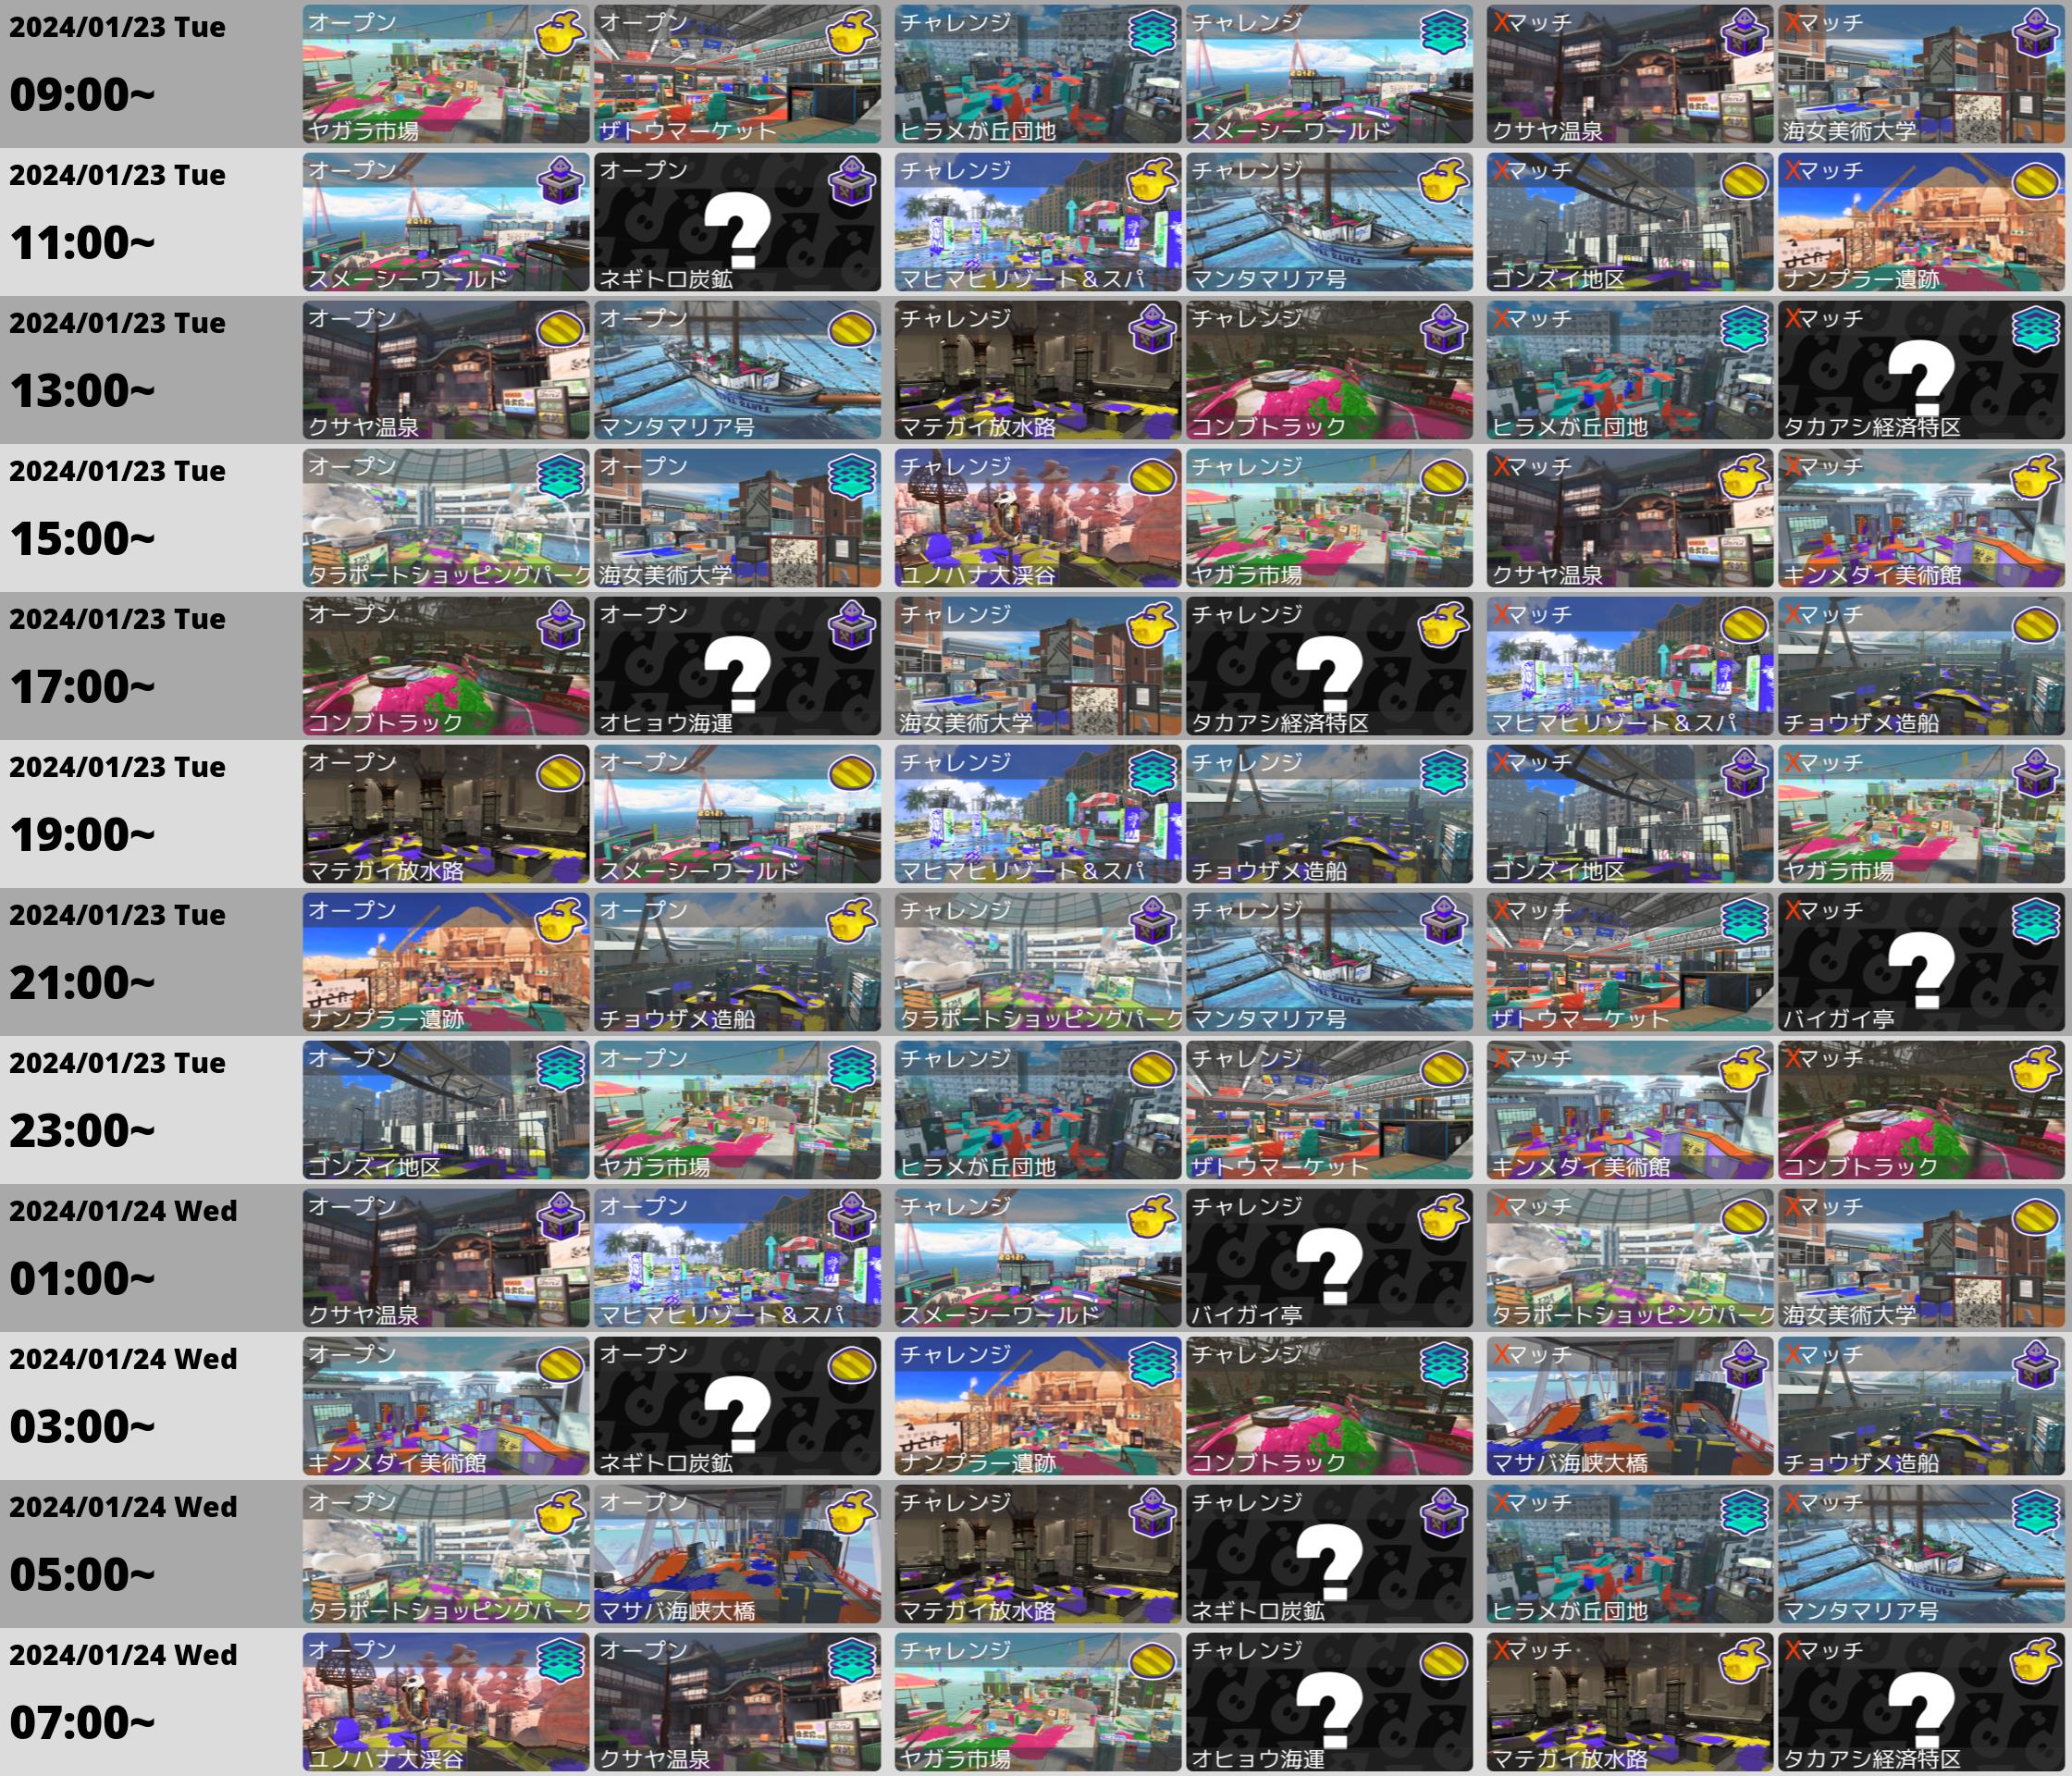 2024/01/23 Tue
09:00~
オープン オープン チャレンジ チャレンジ Xマッチ Xマッチ
ヤガラ市場 ザトウマーケット ヒラメが丘団地 スメーシーワールド クサヤ温泉 海女美術大学
2024/01/23 Tue
11:00~
オープン オープン チャレンジ チャレンジ Xマッチ Xマッチ
スメーシーワールド ネギトロ炭鉱 マヒマヒリゾート&スパ マンタマリア号 ゴンズイ地区 ナンプラー遺跡
2024/01/23 Tue
13:00~
オープン オープン チャレンジ チャレンジ Xマッチ Xマッチ
クサヤ温泉 マンタマリア号 マテガイ放水路 コンブトラック ヒラメが丘団地 タカアシ経済特区
2024/01/23 Tue
15:00~
オープン オープン チャレンジ チャレンジ Xマッチ Xマッチ
タラポートショッピングパーク 海女美術大学 ユノハナ大渓谷 ヤガラ市場 クサヤ温泉 キンメダイ美術館
2024/01/23 Tue
17:00~
オープン オープン チャレンジ チャレンジ Xマッチ Xマッチ
コンブトラック オヒョウ海運 海女美術大学 タカアシ経済特区 マヒマヒリゾート&スパ チョウザメ造船
2024/01/23 Tue
19:00~
オープン オープン チャレンジ チャレンジ Xマッチ Xマッチ
マテガイ放水路 スメーシーワールド マヒマヒリゾート&スパ チョウザメ造船 ゴンズイ地区 ヤガラ市場
2024/01/23 Tue
21:00~
オープン オープン チャレンジ チャレンジ Xマッチ Xマッチ
ナンプラー遺跡 チョウザメ造船 タラポートショッピングパーク マンタマリア号 ザトウマーケット バイガイ亭
2024/01/23 Tue
23:00~
オープン オープン チャレンジ チャレンジ Xマッチ Xマッチ
ゴンズイ地区 ヤガラ市場 ヒラメが丘団地 ザトウマーケット キンメダイ美術館 コンブトラック
2024/01/24 Wed
01:00~
オープン オープン チャレンジ チャレンジ Xマッチ Xマッチ
クサヤ温泉 マヒマヒリゾート&スパ スメーシーワールド バイガイ亭 タラポートショッピングパーク 海女美術大学
2024/01/24 Wed
03:00~
オープン オープン チャレンジ チャレンジ Xマッチ Xマッチ
キンメダイ美術館 ネギトロ炭鉱 ナンプラー遺跡 コンブトラック マサバ海峡大橋 チョウザメ造船
2024/01/24 Wed
05:00~
オープン オープン チャレンジ チャレンジ Xマッチ Xマッチ
タラポートショッピングパーク マサバ海峡大橋 マテガイ放水路 ネギトロ炭鉱 ヒラメが丘団地 マンタマリア号
2024/01/24 Wed
07:00~
オープン オープン チャレンジ チャレンジ Xマッチ Xマッチ
ユノハナ大渓谷 クサヤ温泉 ヤガラ市場 オヒョウ海運 マテガイ放水路 タカアシ経済特区